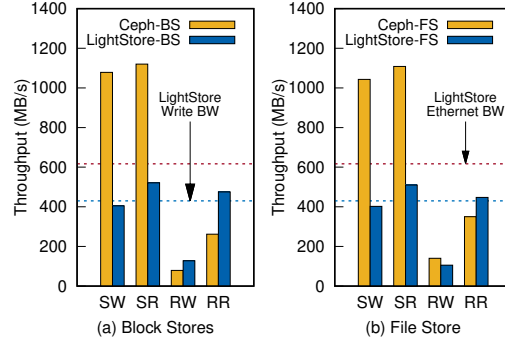 1400
1200
1000
800
600
400
200
0
Throughput (MB/s)
Ceph-BS
LightStore-BS
LightStore
Write BW
SW SR RW RR
(a) Block Stores
1400
1200
1000
800
600
400
200
0
Throughput (MB/s)
Ceph-FS
LightStore-FS
LightStore
Ethernet BW
SW SR RW RR
(b) File Store